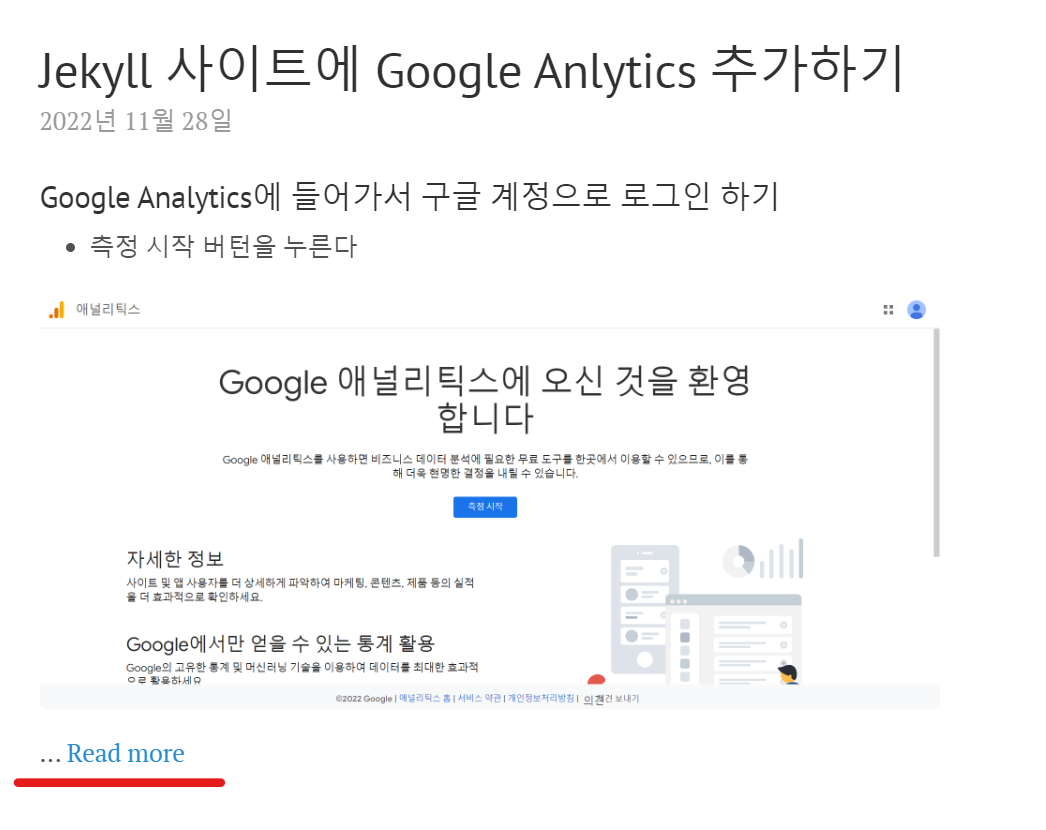 Jekyll 사이트에 Google Anlytics 추가하기
2022년 11월 28일
Google Analytics에 들어가서 구글 계정으로 로그인 하기
• 측정 시작 버턴을 누른다
애널리틱스
Google 애널리틱스에 오신 것을 환영
합니다
Google 애널리틱스를 사용하면 비즈니스 데이터 분석에 필요한 무료 도구를 한곳에서 이용할 수 있으므로, 이를 통
해 더욱 현명한 결정을 내릴 수 있습니다.
측정 시작
자세한 정보
사이트 및 앱 사용자를 더 상세하게 파악하여 마케팅, 콘텐츠, 제품 등의 실적
을 더 효과적으로 확인하세요.
Google에서만 얻을 수 있는 통계 활용
Google의 고유한 통계 및 머신러닝 기술을 이용하여 데이터를 최대한 효과적
으로 활용하세요
©2022 Google | 애널리틱스 홈 | 서비스 약관 | 개인정보처리방침 | 의견 보내기
... Read more